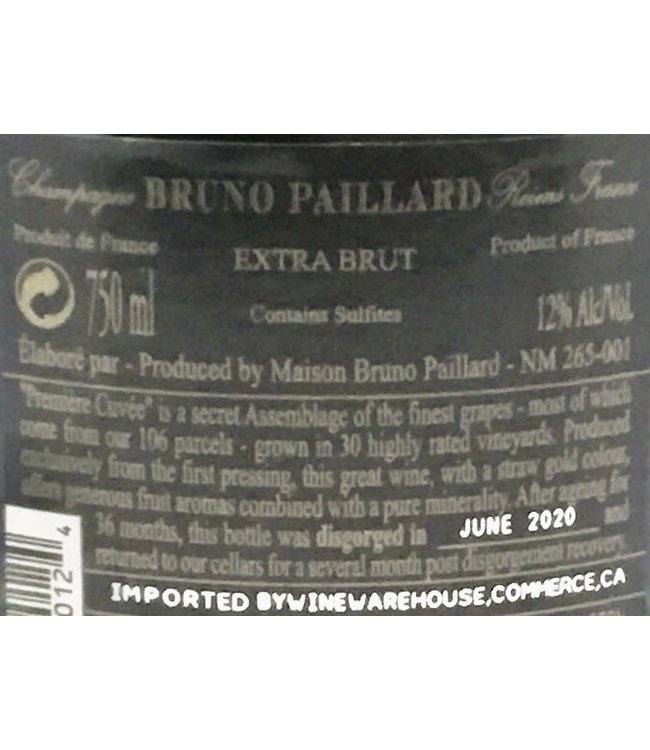 Champagne BRUNO PAILLARD Reims France
Produit de France EXTRA BRUT Product of France
750 ml Contains Sulfites 12% Alc/Vol.
Élaboré par - Produced by Maison Bruno Paillard - NM 265-001
"Première Cuvée" is a secret Assemblage of the finest grapes - most of which
come from our 106 parcels - grown in 30 highly rated vineyards. Produced
exclusively from the first pressing, this great wine, with a straw gold colour,
offers generous fruit aromas combined with a pure minerality. After ageing for
36 months, this bottle was disgorged in JUNE 2020 and
returned to our cellars for a several month post disgorgement recovery
IMPORTED BYWINEWAREHOUSE,COMMERCE,CA
012 4